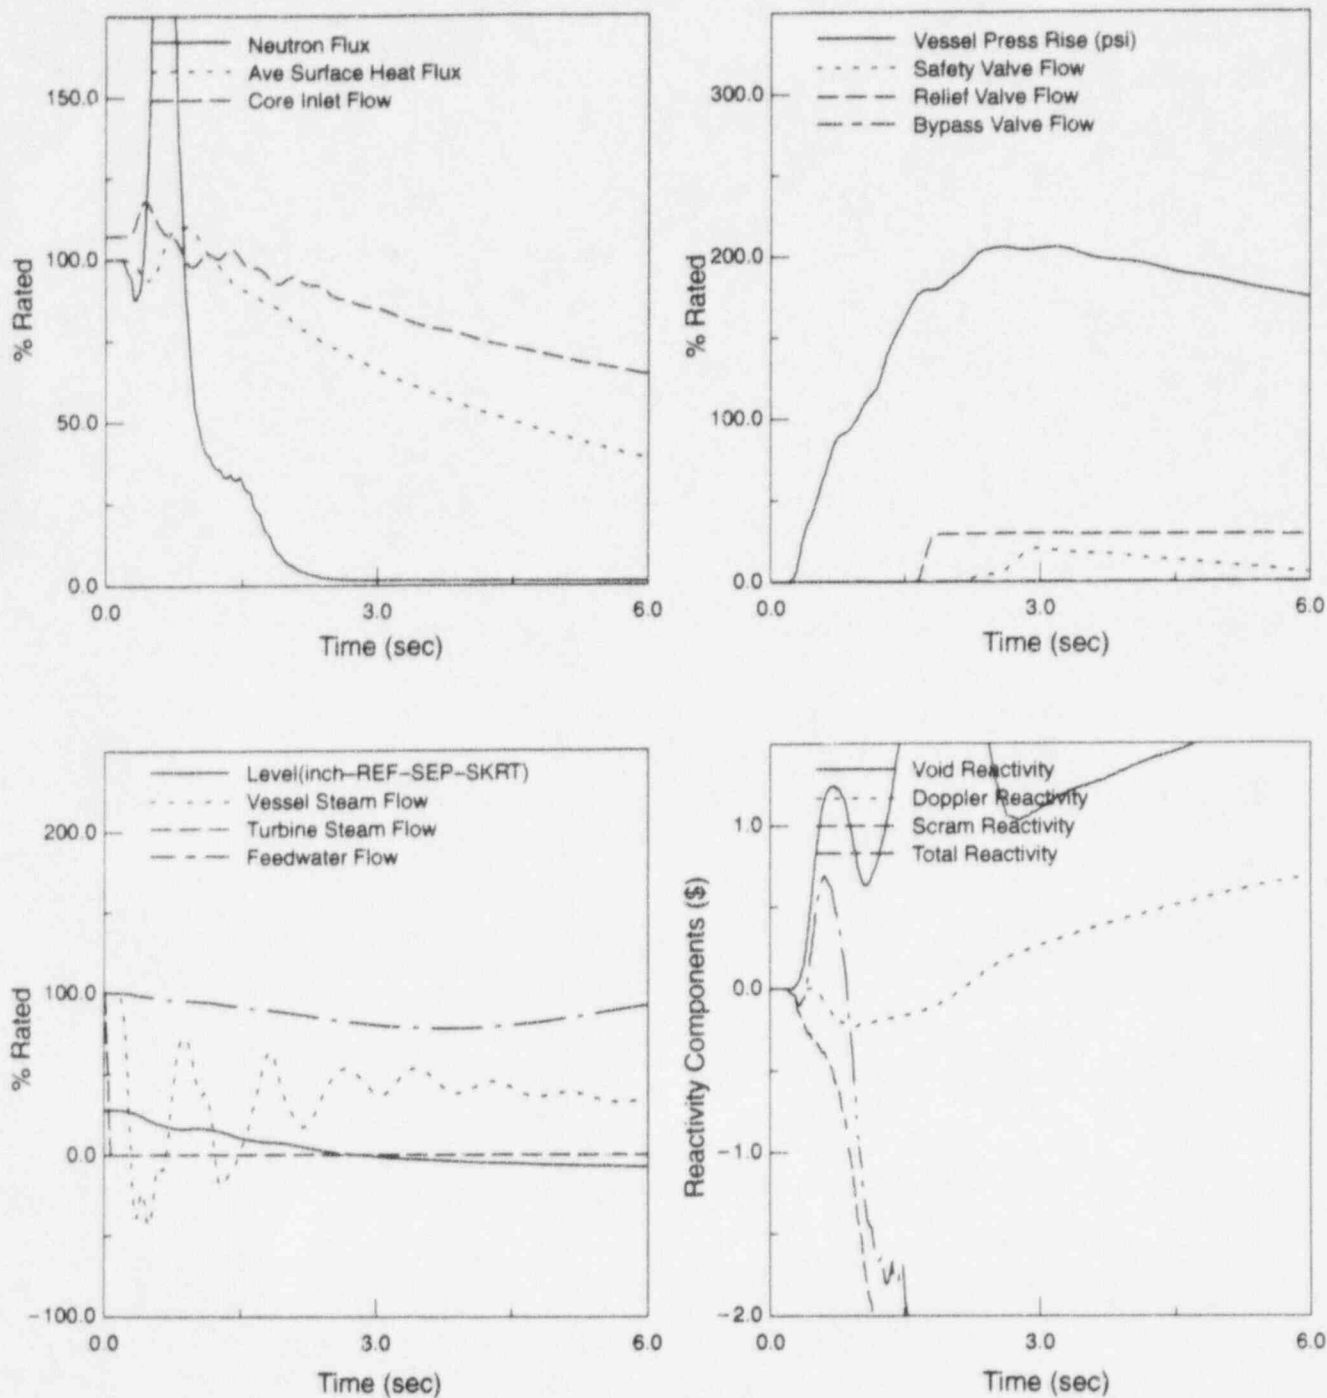 Neutron Flux
Ave Surface Heat Flux
Core Inlet Flow
150.0
100.0
50.0
0.0
% Rated
0.0 3.0 6.0
Time (sec)
Vessel Press Rise (psi)
Safety Valve Flow
Relief Valve Flow
Bypass Valve Flow
300.0
200.0
100.0
0.0
% Rated
0.0 3.0 6.0
Time (sec)
Level(inch-REF-SEP-SKRT)
Vessel Steam Flow
Turbine Steam Flow
Feedwater Flow
200.0
100.0
0.0
-100.0
% Rated
0.0 3.0 6.0
Time (sec)
Void Reactivity
Doppler Reactivity
Scram Reactivity
Total Reactivity
1.0
0.0
-1.0
-2.0
Reactivity Components ($)
0.0 3.0 6.0
Time (sec)